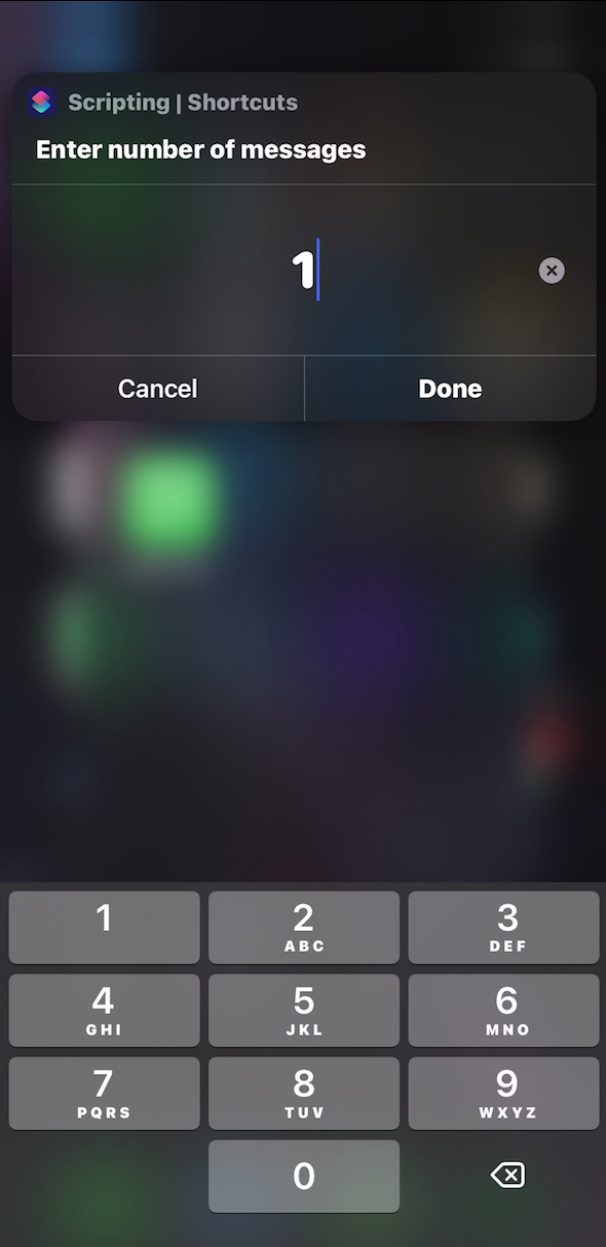 Scripting | Shortcuts
Enter number of messages
1
Cancel Done
1 2 3
ABC DEF
4 5 6
GHI JKL MNO
7 8 9
PQRS TUV WXYZ
0